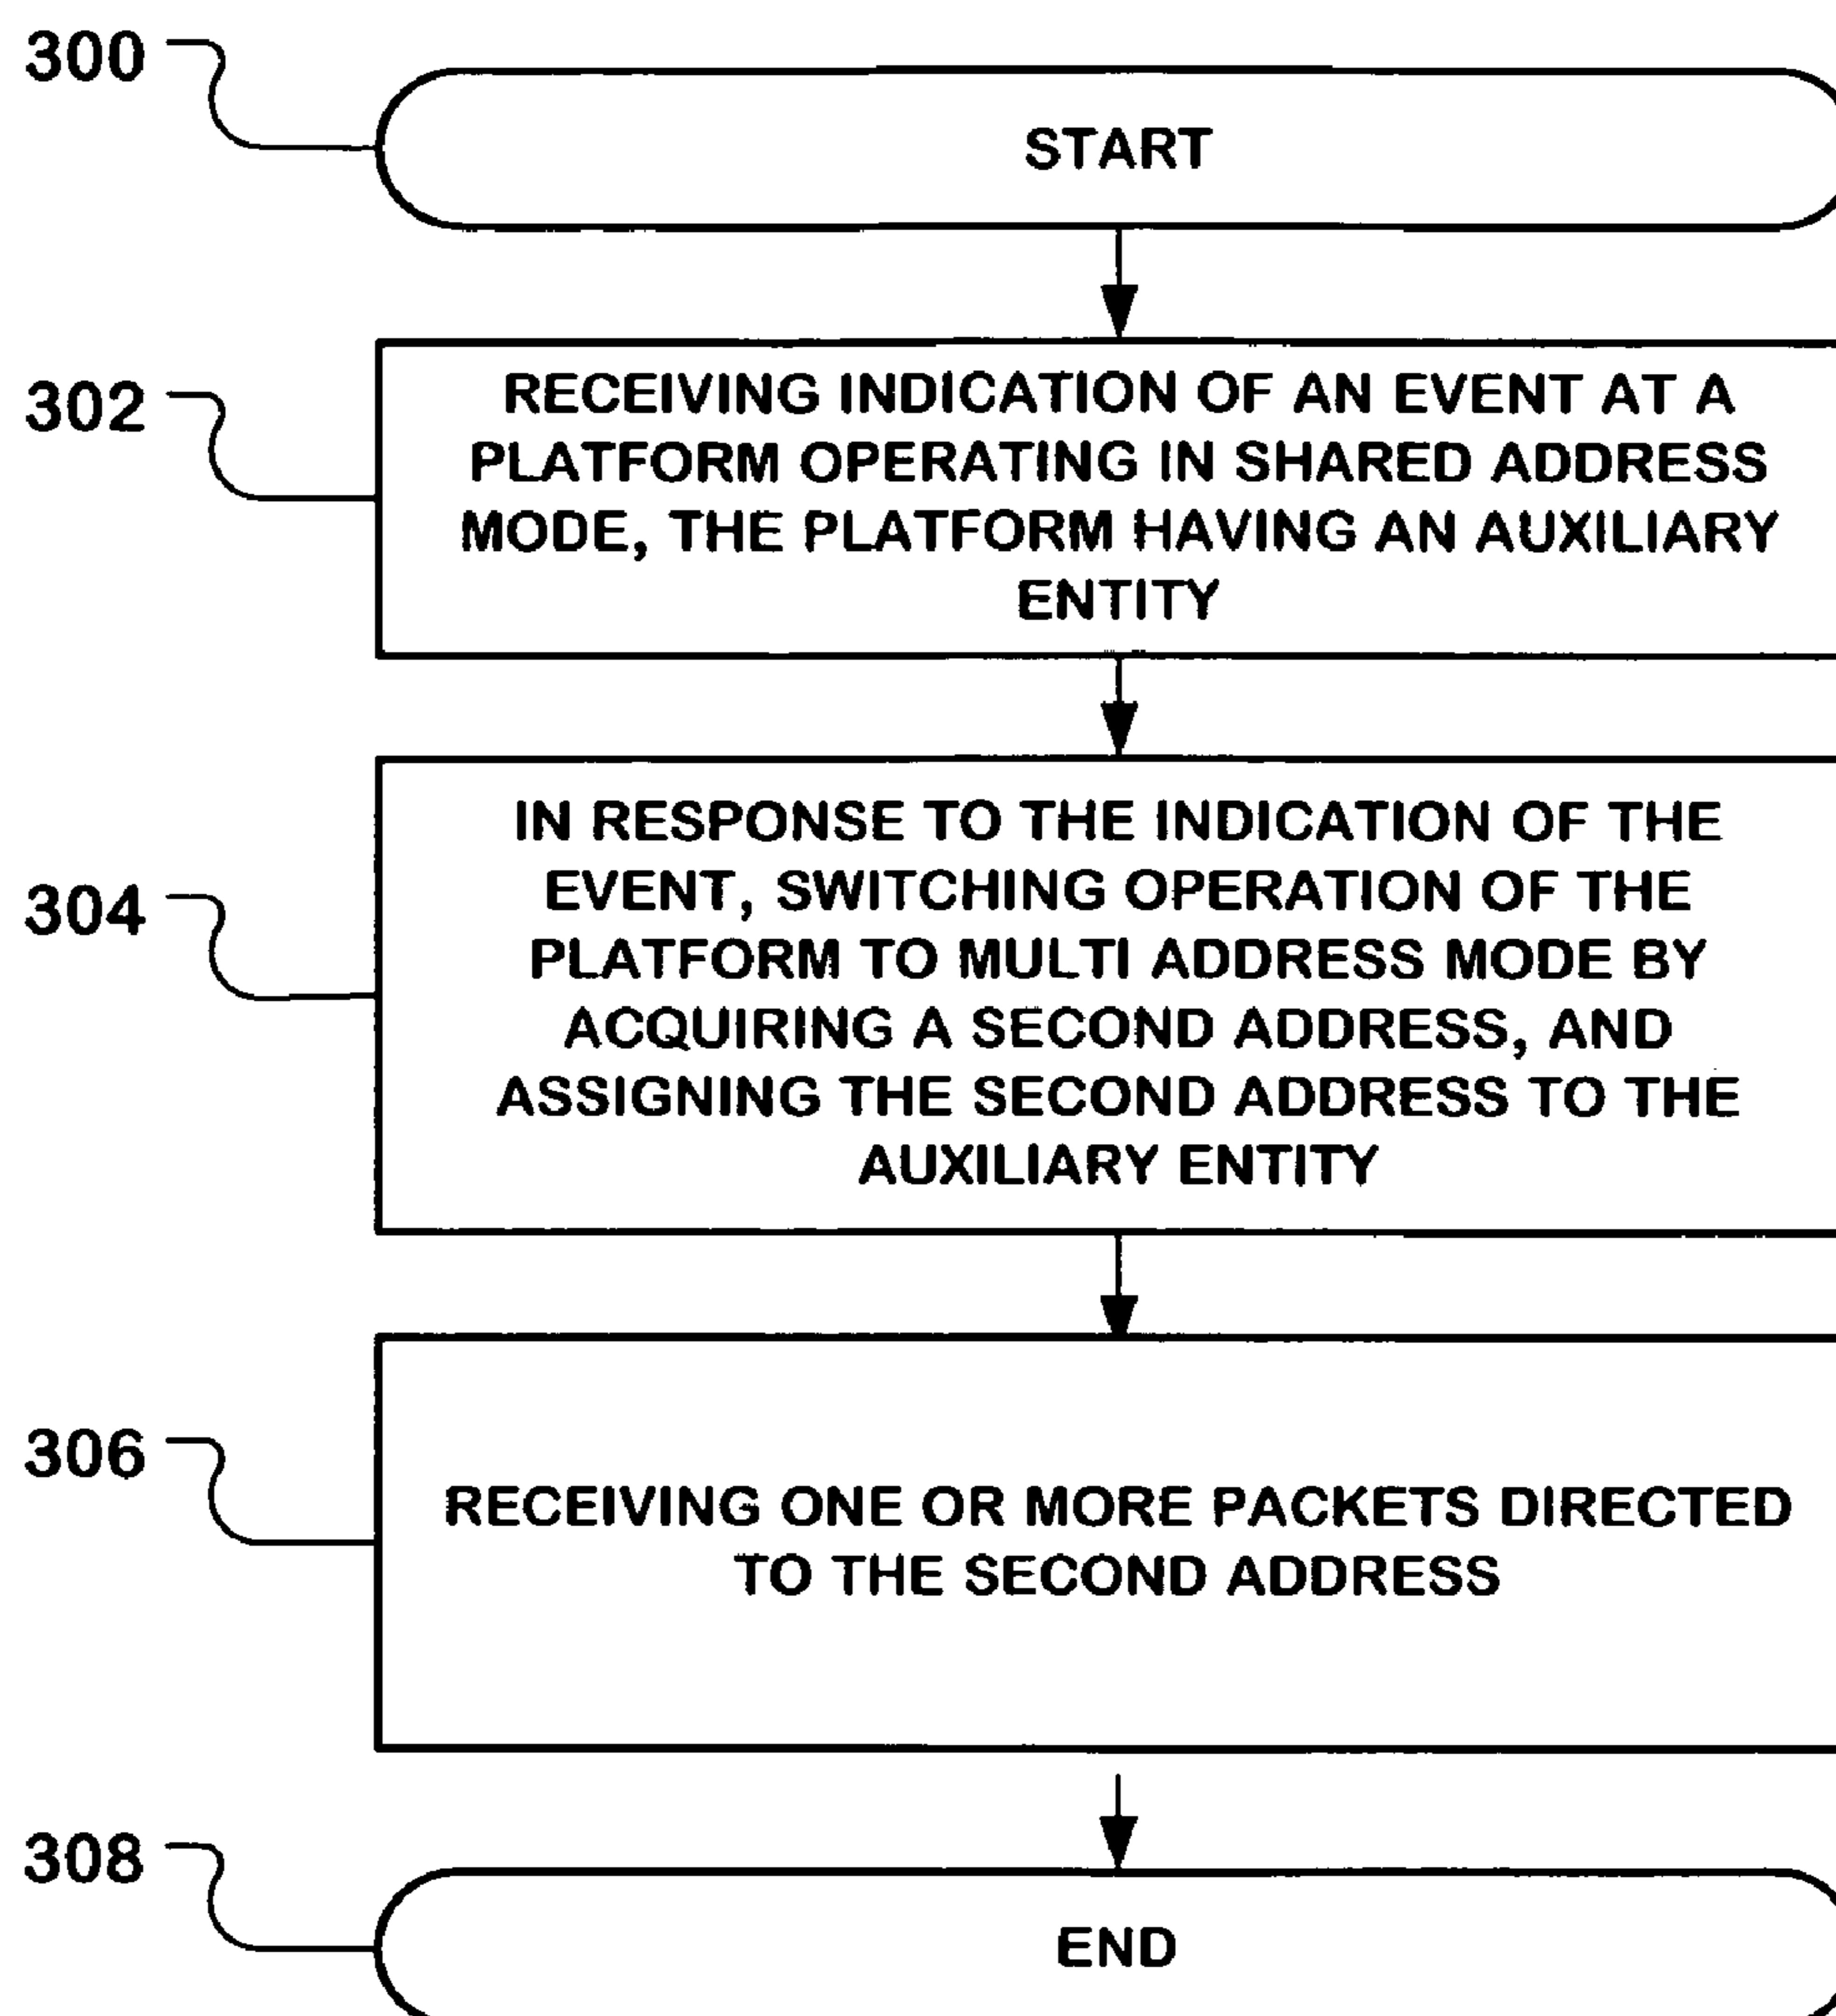 300
START
302
RECEIVING INDICATION OF AN EVENT AT A
PLATFORM OPERATING IN SHARED ADDRESS
MODE, THE PLATFORM HAVING AN AUXILIARY
ENTITY
304
IN RESPONSE TO THE INDICATION OF THE
EVENT, SWITCHING OPERATION OF THE
PLATFORM TO MULTI ADDRESS MODE BY
ACQUIRING A SECOND ADDRESS, AND
ASSIGNING THE SECOND ADDRESS TO THE
AUXILIARY ENTITY
306
RECEIVING ONE OR MORE PACKETS DIRECTED
TO THE SECOND ADDRESS
308
END